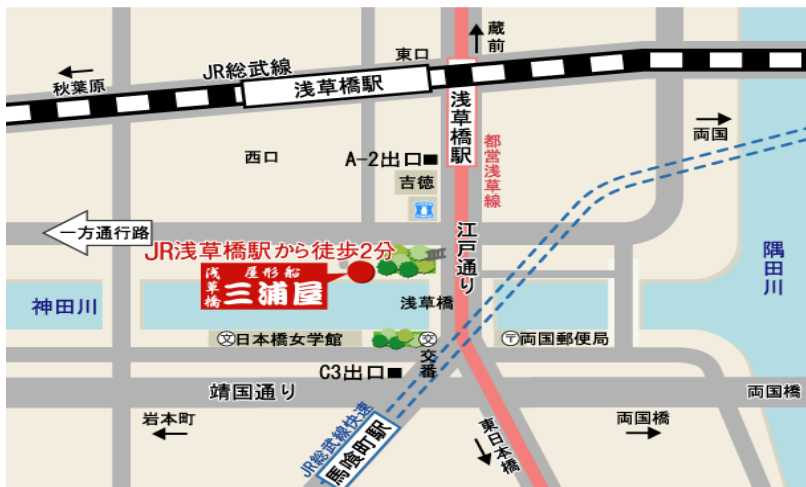 蔵前
東口
JR総武線
秋葉原
浅草橋駅
浅草橋駅
両国
西口
A-2出口
都営浅草線
吉徳
一方通行路
江戸通り
JR浅草橋駅から徒歩2分
浅草橋
屋形船
三浦屋
隅田川
神田川
浅草橋
文日本橋女学館
交
交番
〒両国郵便局
C3出口
靖国通り
両国橋
JR総武線快速
馬喰町駅
岩本町
東日本橋
両国橋